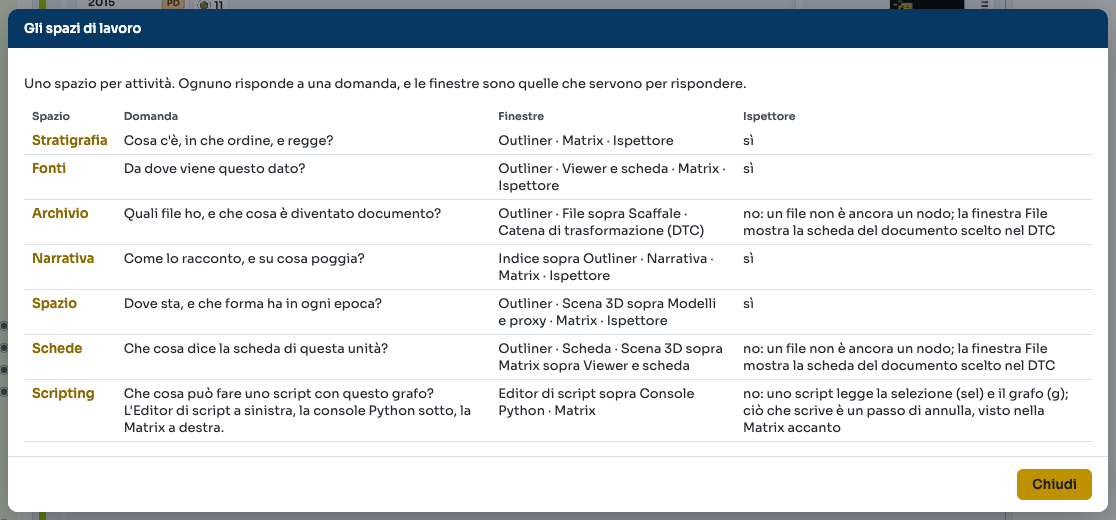 2015
PD
11
Gli spazi di lavoro
Uno spazio per attività. Ognuno risponde a una domanda, e le finestre sono quelle che servono per rispondere.
Spazio Domanda Finestre Ispettore
Stratigrafia Cosa c'è, in che ordine, e regge? Outliner · Matrix · Ispettore sì
Fonti Da dove viene questo dato? Outliner · Viewer e scheda · Matrix · sì
Ispettore
Archivio Quali file ho, e che cosa è diventato documento? Outliner · File sopra Scaffale · no: un file non è ancora un nodo; la finestra File
Catena di trasformazione (DTC) mostra la scheda del documento scelto nel DTC
Narrativa Come lo racconto, e su cosa poggia? Indice sopra Outliner · Narrativa · sì
Matrix · Ispettore
Spazio Dove sta, e che forma ha in ogni epoca? Outliner · Scena 3D sopra Modelli sì
e proxy · Matrix · Ispettore
Schede Che cosa dice la scheda di questa unità? Outliner · Scheda · Scena 3D sopra no: un file non è ancora un nodo; la finestra File
Matrix sopra Viewer e scheda mostra la scheda del documento scelto nel DTC
Scripting Che cosa può fare uno script con questo grafo? Editor di script sopra Console no: uno script legge la selezione (sel) e il grafo (g);
L'Editor di script a sinistra, la console Python sotto, la Python · Matrix ciò che scrive è un passo di annulla, visto nella
Matrix a destra. Matrix accanto
Chiudi